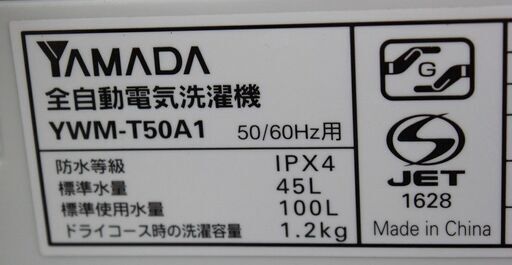 YAMADA
全自動電気洗濯機
YWM-T50A1 50/60Hz用
防水等級 IPX4
標準水量 45L
標準使用水量 100L
ドライコース時の洗濯容量 1.2kg
G
S
JET
1628
Made in China